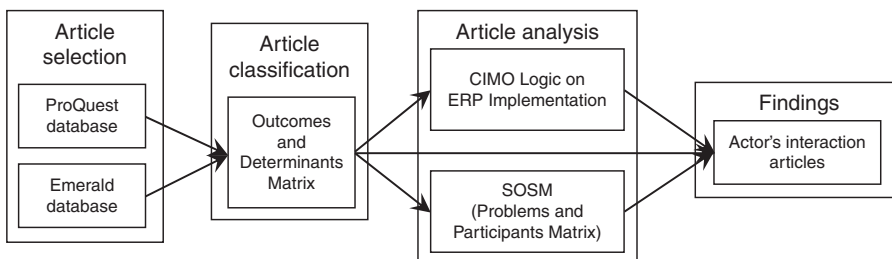 Article
selection
ProQuest
database
Emerald
database
Article
classification
Outcomes
and
Determinants
Matrix
Article analysis
CIMO Logic on
ERP Implementation
SOSM
(Problems and
Participants Matrix)
Findings
Actor's interaction
articles